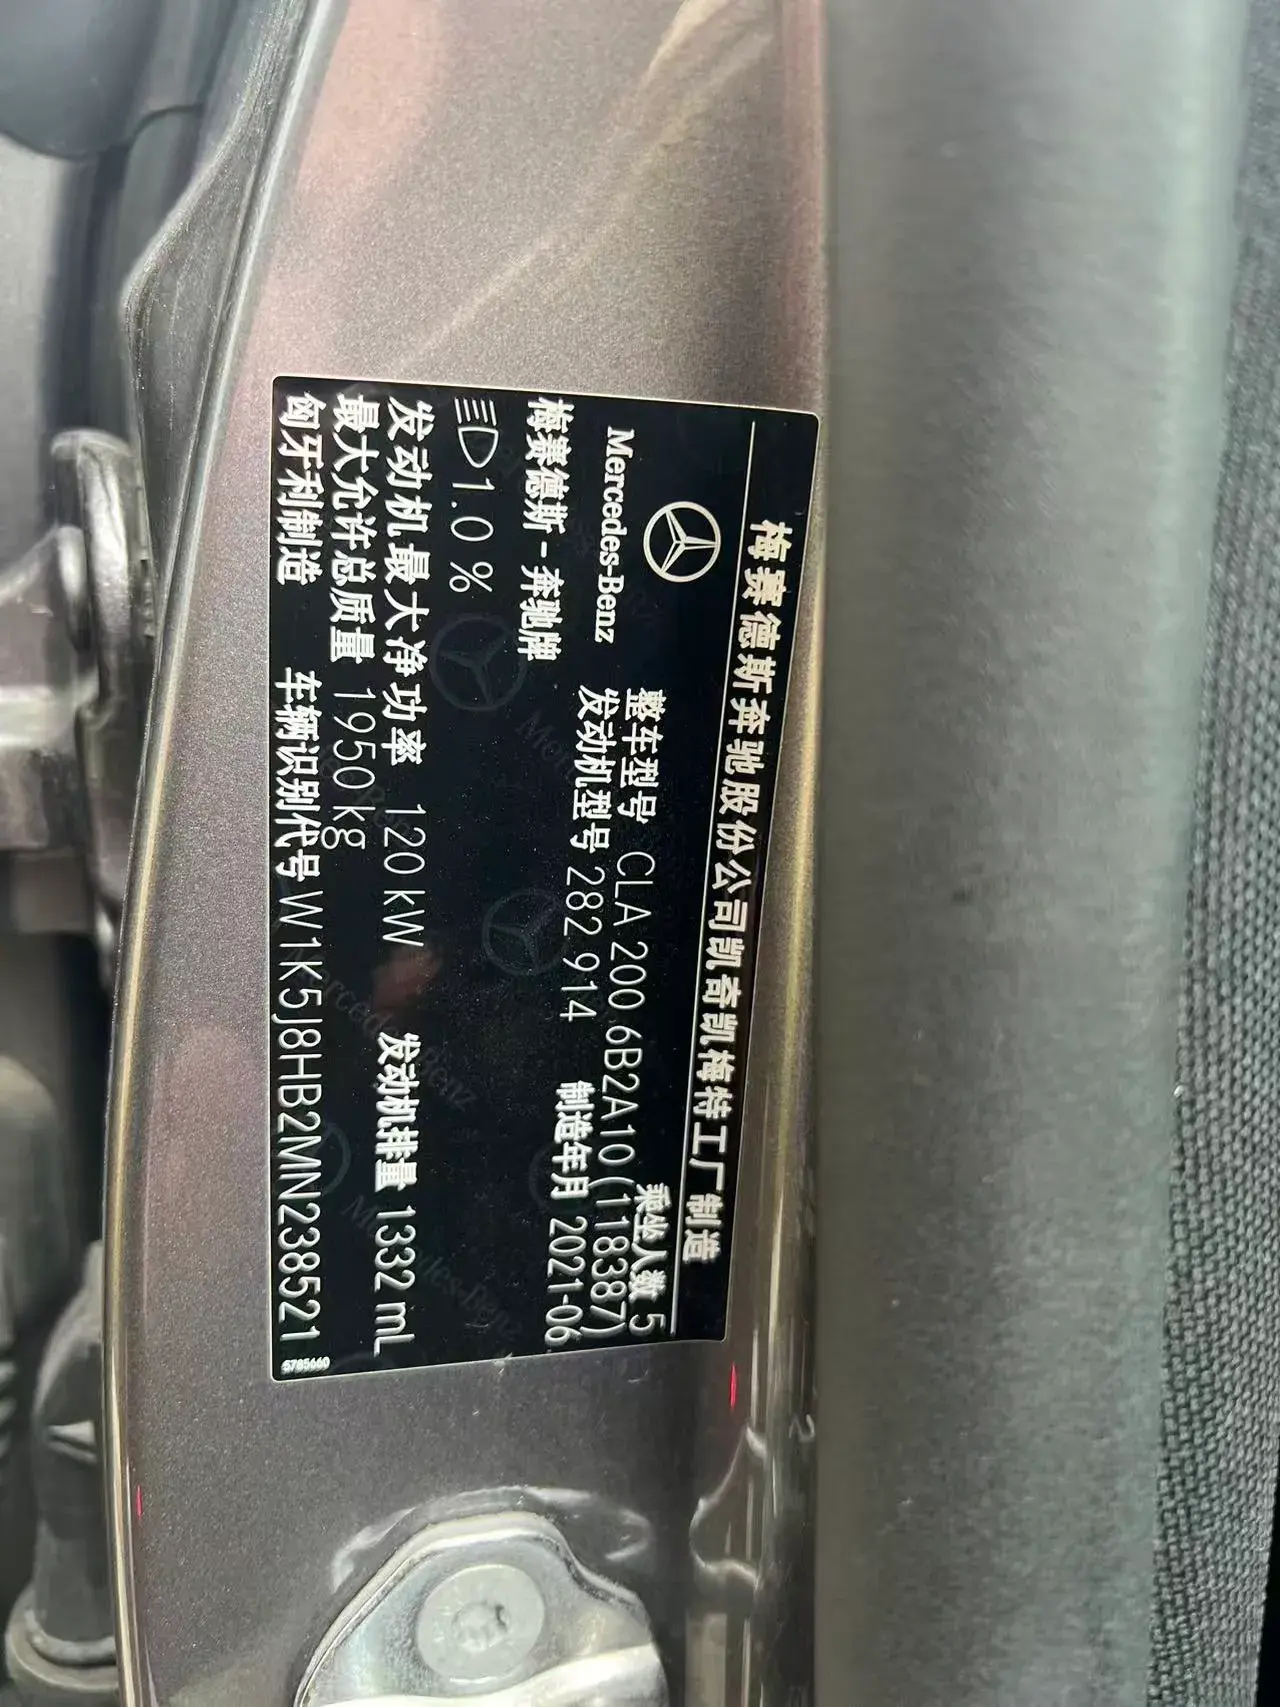 梅赛德斯奔驰股份公司凯奇凯梅特工厂制造
乘坐人数 5
Mercedes-Benz
整车型号 CLA 200 6B2A10(118387)
梅赛德斯-奔驰牌
发动机型号 282 914
制造年月 2021-06
1.0 %
发动机最大净功率 120 kW
发动机排量 1332 mL
最大允许总质量 1950kg
匈牙利制造
车辆识别代号 W1K5J8HB2MN238521
5785660